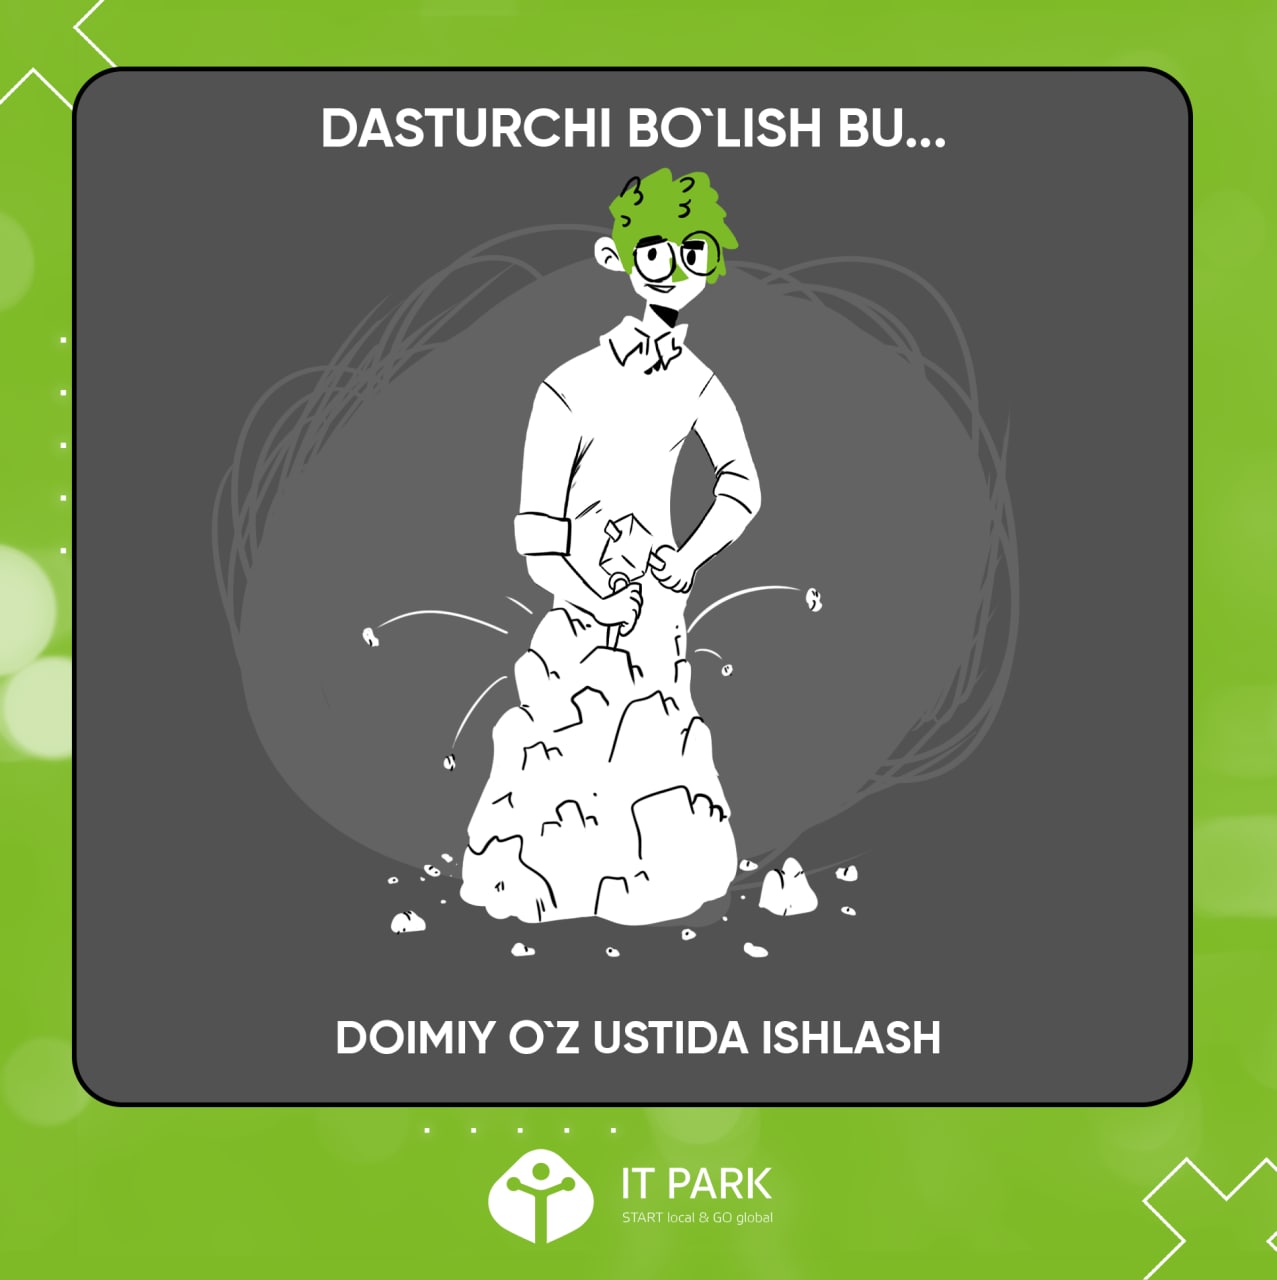 DASTURCHI BO`LISH BU...
DOIMIY O`Z USTIDA ISHLASH
IT PARK
START local & GO global